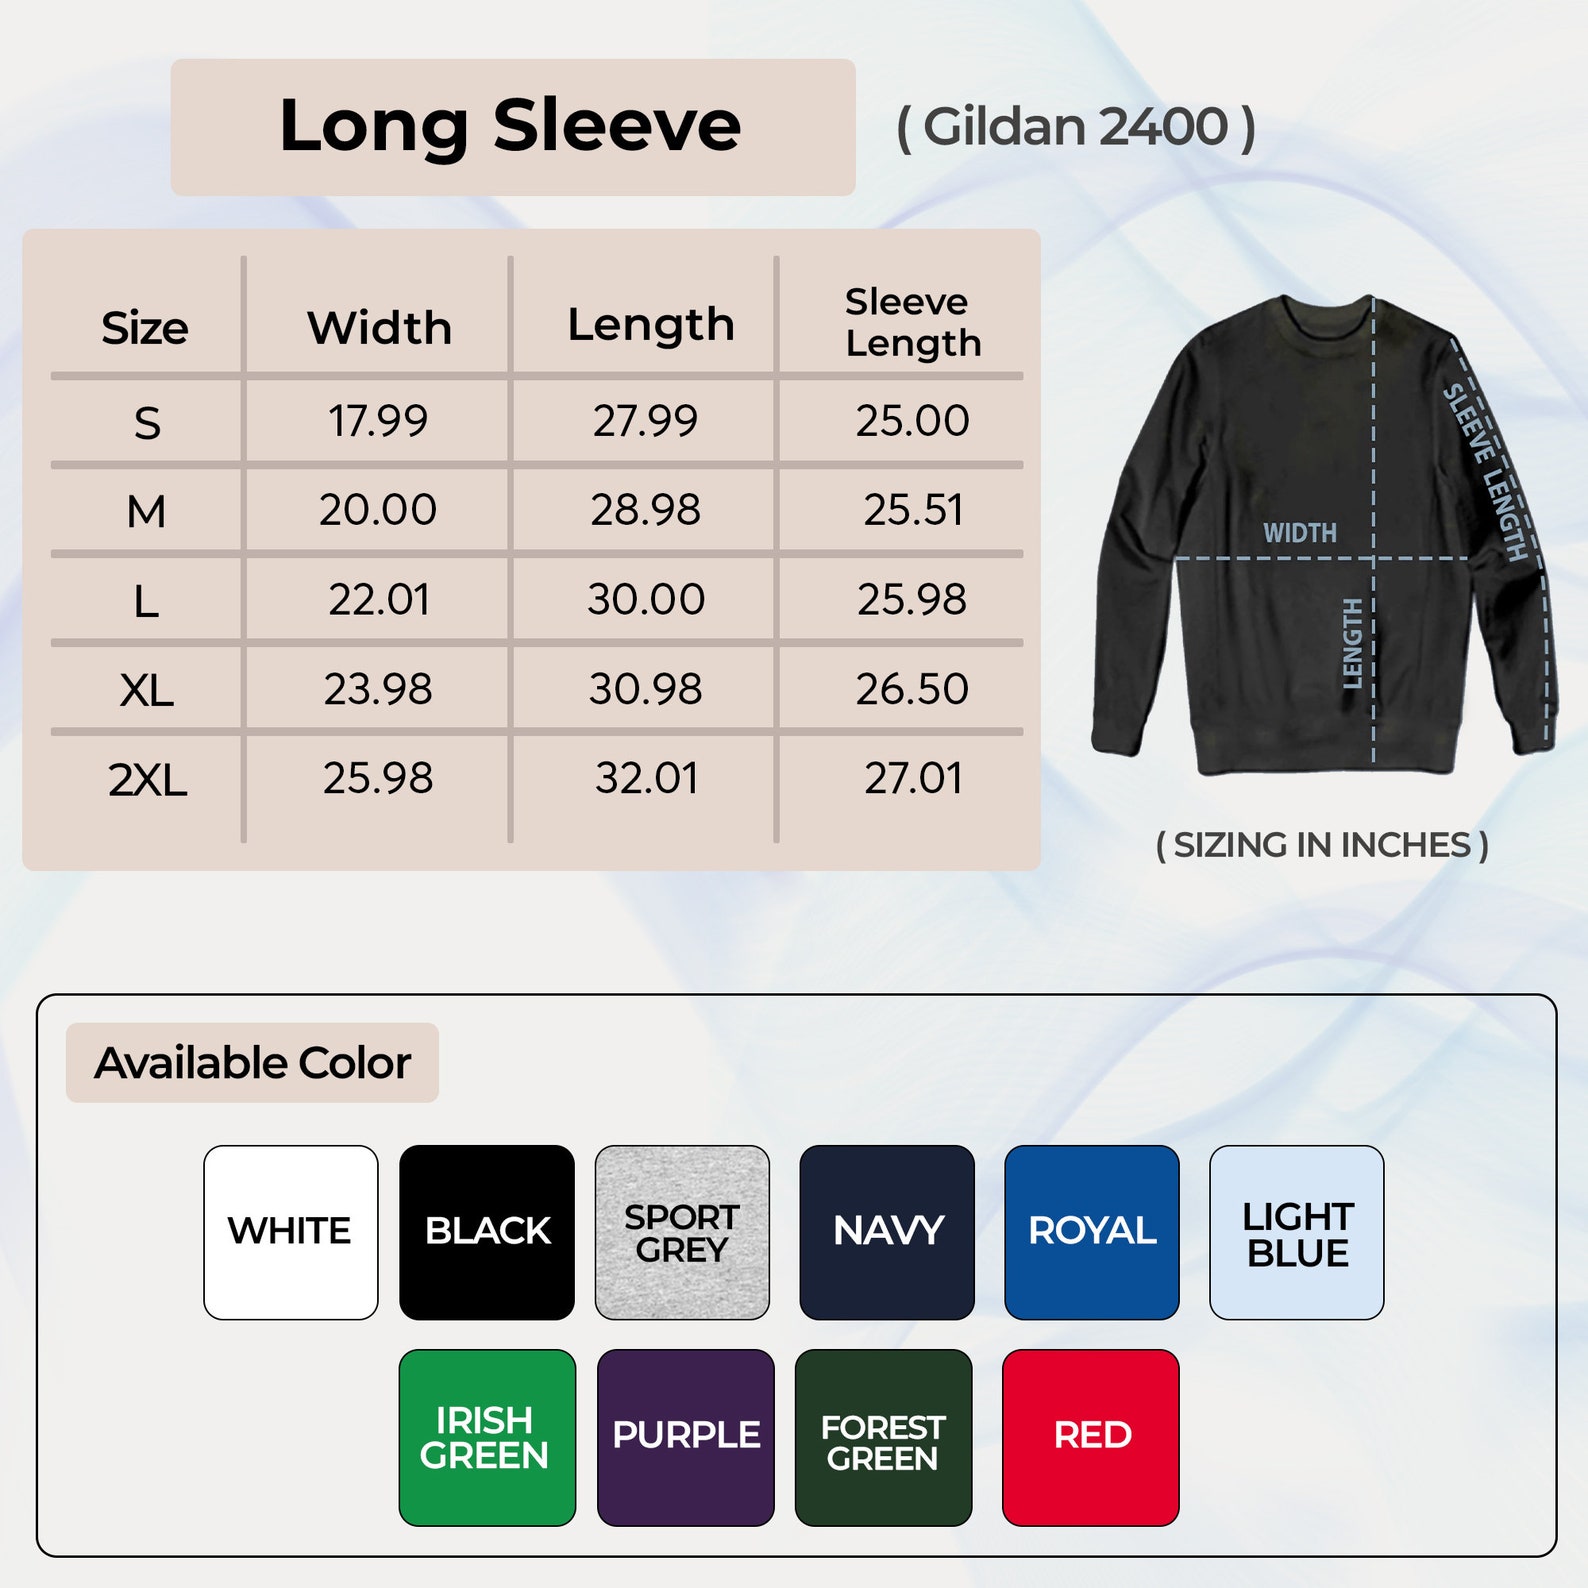 Long Sleeve
( Gildan 2400 )
Size Width Length Sleeve Length
S 17.99 27.99 25.00
M 20.00 28.98 25.51
L 22.01 30.00 25.98
XL 23.98 30.98 26.50
2XL 25.98 32.01 27.01
SLEEVE LENGTH
WIDTH
LENGTH
( SIZING IN INCHES )
Available Color
WHITE
BLACK
SPORT
GREY
NAVY
ROYAL
LIGHT
BLUE
IRISH
GREEN
PURPLE
FOREST
GREEN
RED